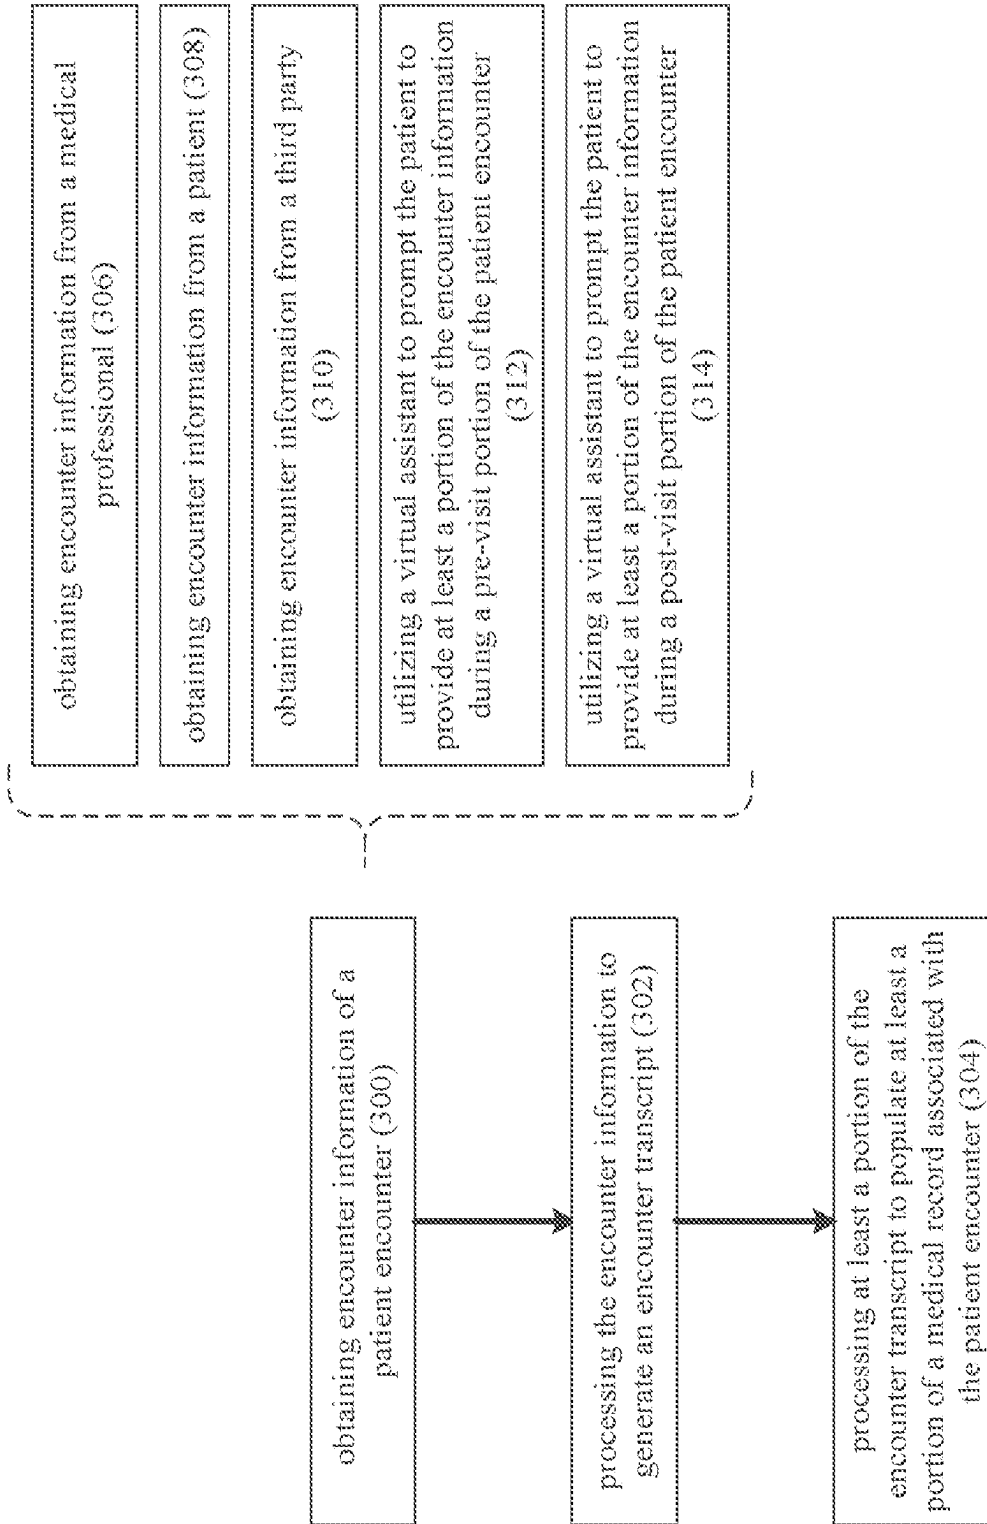 obtaining encounter information of a
patient encounter (300)
processing the encounter information to
generate an encounter transcript (302)
processing at least a portion of the
encounter transcript to populate at least a
portion of a medical record associated with
the patient encounter (304)
obtaining encounter information from a medical
professional (306)
obtaining encounter information from a patient (308)
obtaining encounter information from a third party
(310)
utilizing a virtual assistant to prompt the patient to
provide at least a portion of the encounter information
during a pre-visit portion of the patient encounter
(312)
utilizing a virtual assistant to prompt the patient to
provide at least a portion of the encounter information
during a post-visit portion of the patient encounter
(314)